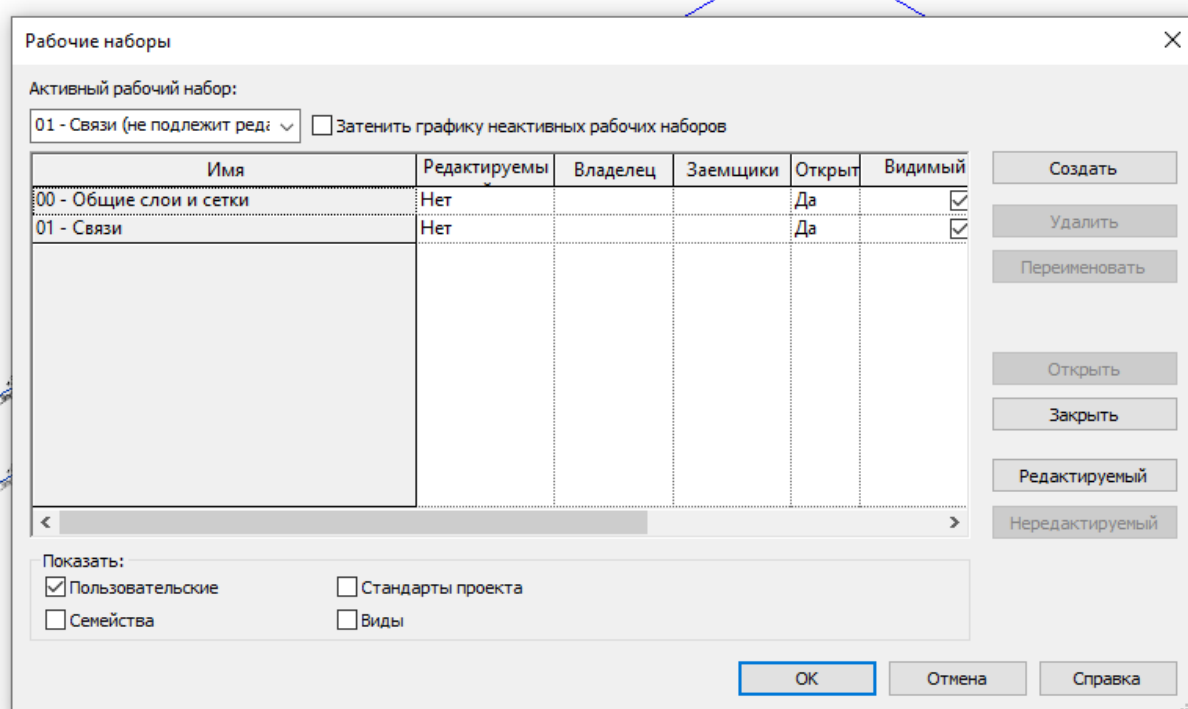 Рабочие наборы
Активный рабочий набор:
01 - Связи (не подлежит реда
Затенить графику неактивных рабочих наборов
Имя Редактируемы Владелец Заемщики Открыт Видимый
00 - Общие слои и сетки Нет Да
01 - Связи Нет Да
Создать
Удалить
Переименовать
Открыть
Закрыть
Редактируемый
Нередактируемый
Показать:
Пользовательские Стандарты проекта
Семейства Виды
ОК Отмена Справка